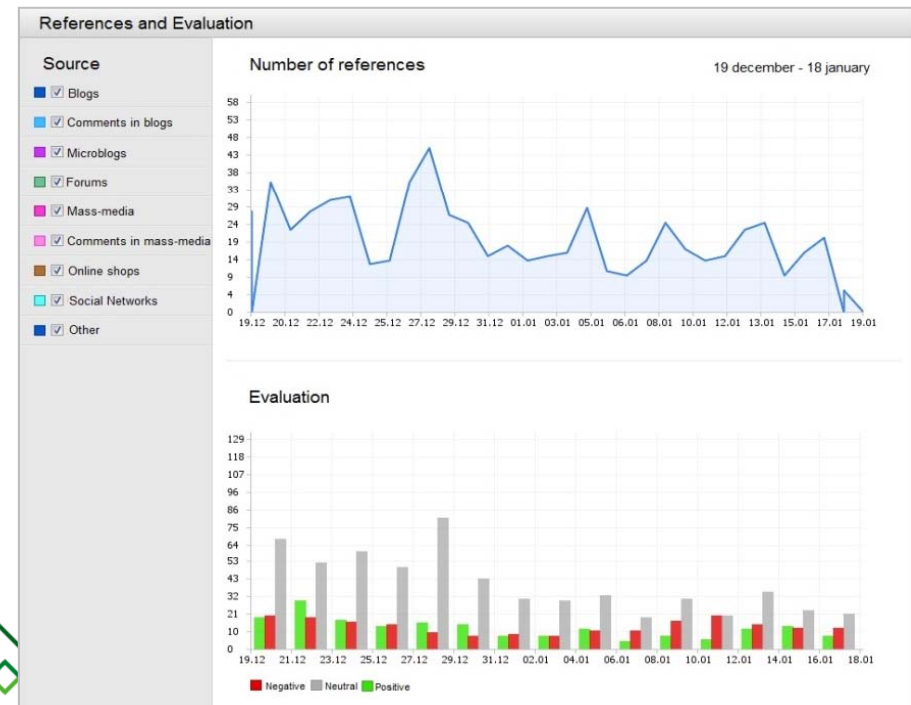 References and Evaluation
Source
Blogs
Comments in blogs
Microblogs
Forums
Mass-media
Comments in mass-media
Online shops
Social Networks
Other
Number of references
19 december - 18 january
58
53
48
43
38
33
29
24
19
14
9
4
0
19.12 20.12 22.12 24.12 25.12 27.12 29.12 31.12 01.01 03.01 05.01 06.01 08.01 10.01 12.01 13.01 15.01 17.01 19.01
Evaluation
129
118
107
96
86
75
64
53
43
32
21
10
0
19.12 21.12 23.12 25.12 27.12 29.12 31.12 02.01 04.01 06.01 08.01 10.01 12.01 14.01 16.01 18.01
Negative Neutral Positive